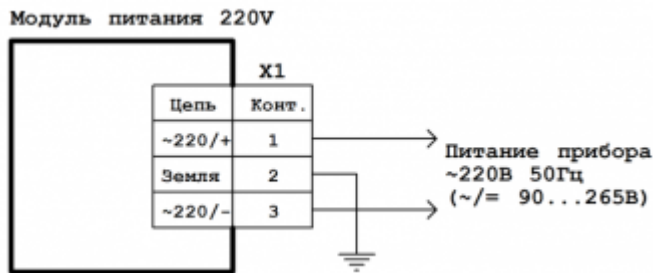 Модуль питания 220V
X1
Цепь Конт.
~220/+ 1
Земля 2
~220/- 3
Питание прибора
~220В 50Гц
(~/= 90...265В)